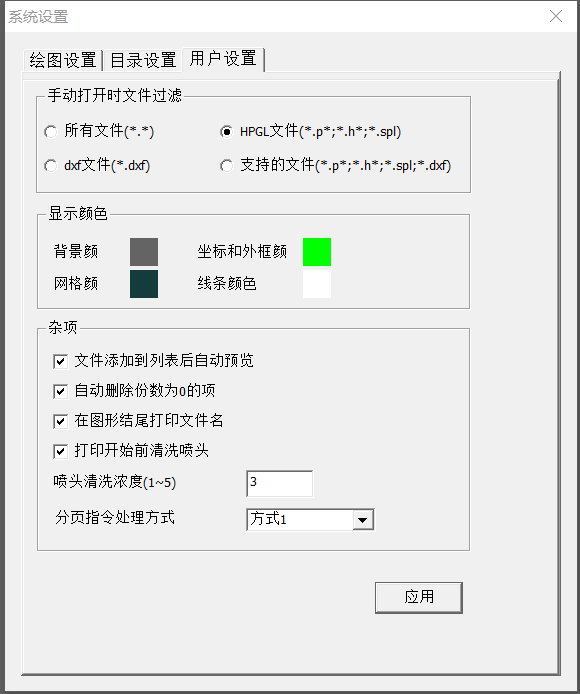 系统设置
绘图设置 目录设置 用户设置
手动打开时文件过滤
所有文件(*.*) HPGL文件(*.p*;*.h*;*.spl)
dxf文件(*.dxf) 支持的文件(*.p*;*.h*;*.spl;*.dxf)
显示颜色
背景颜 坐标和外框颜
网格颜 线条颜色
杂项
文件添加到列表后自动预览
自动删除份数为0的项
在图形结尾打印文件名
打印开始前清洗喷头
喷头清洗浓度(1~5) 3
分页指令处理方式 方式1
应用